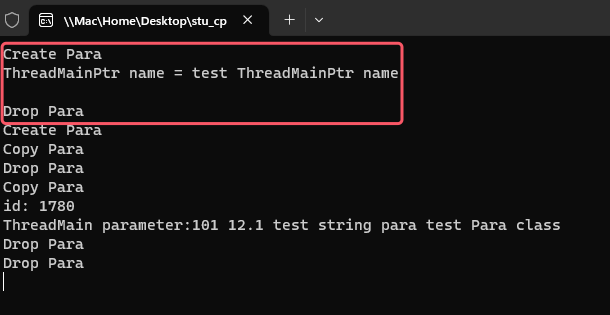 \\Mac\Home\Desktop\stu_cp
Create Para
ThreadMainPtr name = test ThreadMainPtr name
Drop Para
Create Para
Copy Para
Drop Para
Copy Para
id: 1780
ThreadMain parameter:101 12.1 test string para test Para class
Drop Para
Drop Para